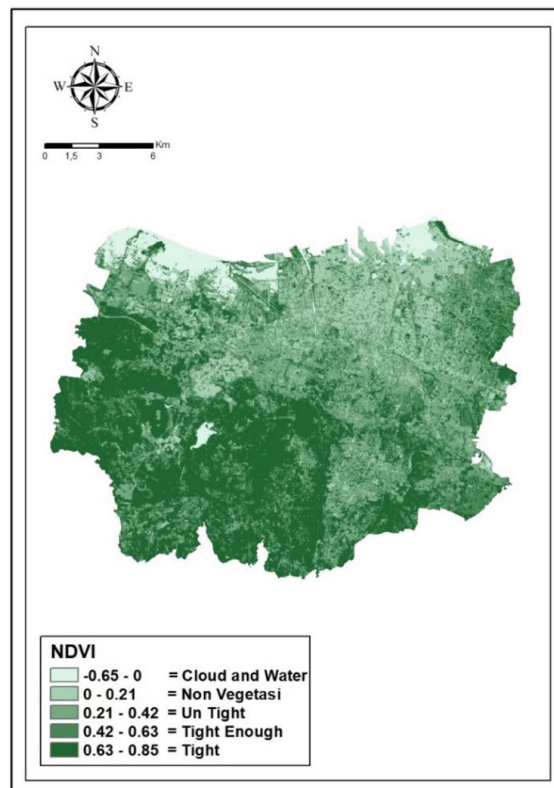 N
W E
S
Km
0 1,5 3 6
NDVI
-0.65 - 0 = Cloud and Water
0 - 0.21 = Non Vegetasi
0.21 - 0.42 = Un Tight
0.42 - 0.63 = Tight Enough
0.63 - 0.85 = Tight